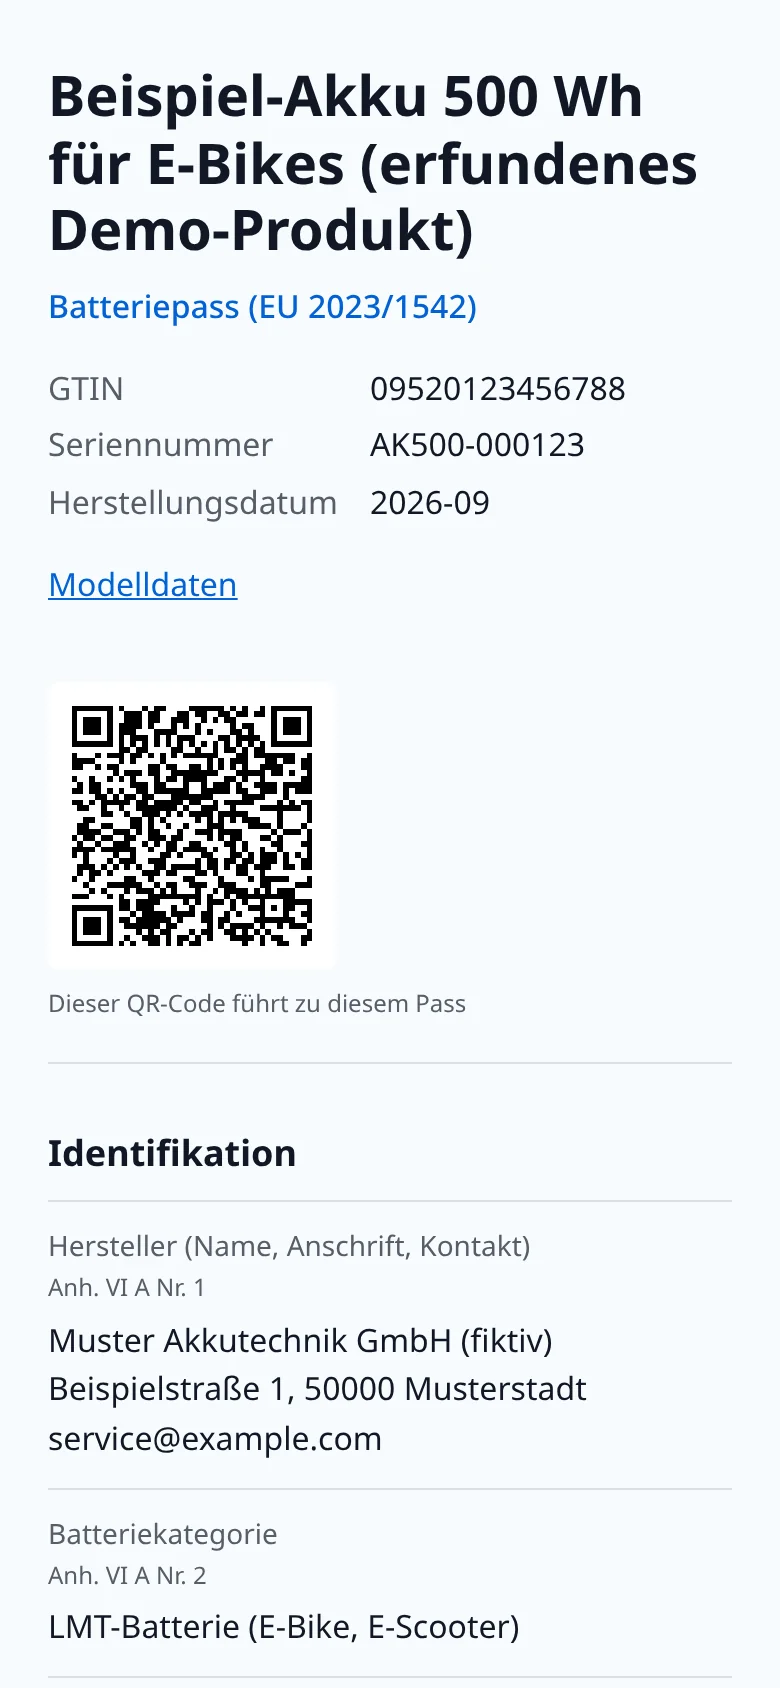 Beispiel-Akku 500 Wh
für E-Bikes (erfundenes
Demo-Produkt)
Batteriepass (EU 2023/1542)
GTIN 09520123456788
Seriennummer AK500-000123
Herstellungsdatum 2026-09
Modelldaten
Dieser QR-Code führt zu diesem Pass
Identifikation
Hersteller (Name, Anschrift, Kontakt)
Anh. VI A Nr. 1
Muster Akkutechnik GmbH (fiktiv)
Beispielstraße 1, 50000 Musterstadt
service@example.com
Batteriekategorie
Anh. VI A Nr. 2
LMT-Batterie (E-Bike, E-Scooter)